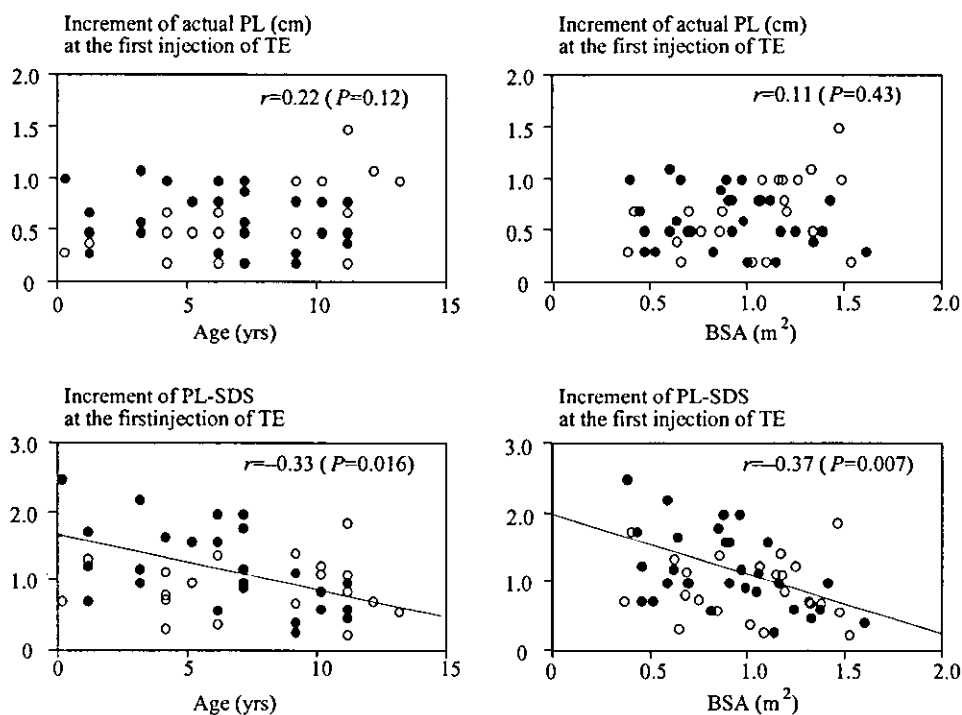 Increment of actual PL (cm)
at the first injection of TE
2.0
1.5
1.0
0.5
0
r=0.22 (P=0.12)
0
5
10
15
Age (yrs)
Increment of actual PL (cm)
at the first injection of TE
2.0
1.5
1.0
0.5
0
r=0.11 (P=0.43)
0
0.5
1.0
1.5
2.0
BSA (m²)
Increment of PL-SDS
at the firstinjection of TE
3.0
2.0
1.0
0
r=–0.33 (P=0.016)
0
5
10
15
Age (yrs)
Increment of PL-SDS
at the first injection of TE
3.0
2.0
1.0
0
r=–0.37 (P=0.007)
0
0.5
1.0
1.5
2.0
BSA (m²)